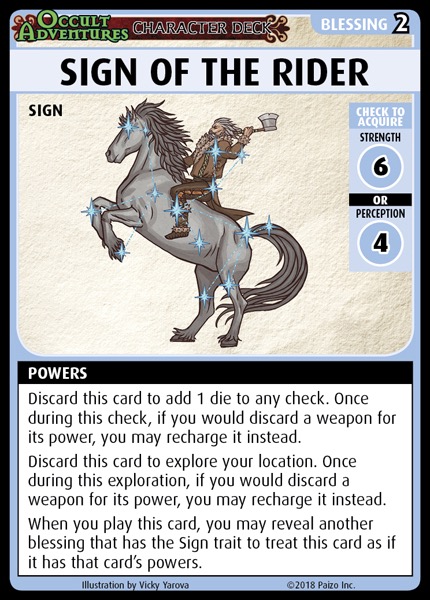 OCCULT
ADVENTURES CHARACTER DECK BLESSING 2
SIGN OF THE RIDER
SIGN
CHECK TO
ACQUIRE
STRENGTH
6
OR
PERCEPTION
4
POWERS
Discard this card to add 1 die to any check. Once
during this check, if you would discard a weapon for
its power, you may recharge it instead.
Discard this card to explore your location. Once
during this exploration, if you would discard a
weapon for its power, you may recharge it instead.
When you play this card, you may reveal another
blessing that has the Sign trait to treat this card as if
it has that card's powers.
Illustration by Vicky Yarova ©2018 Paizo Inc.